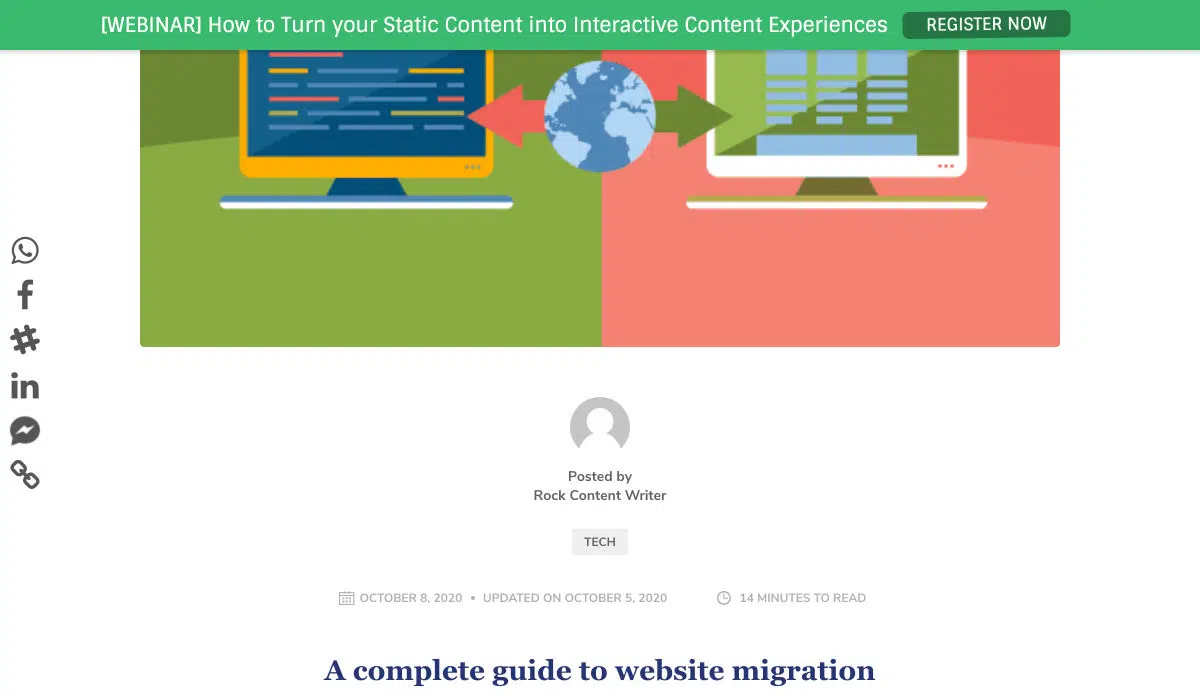 [WEBINAR] How to Turn your Static Content into Interactive Content Experiences
REGISTER NOW
Posted by
Rock Content Writer
TECH
OCTOBER 8, 2020 • UPDATED ON OCTOBER 5, 2020
14 MINUTES TO READ
A complete guide to website migration